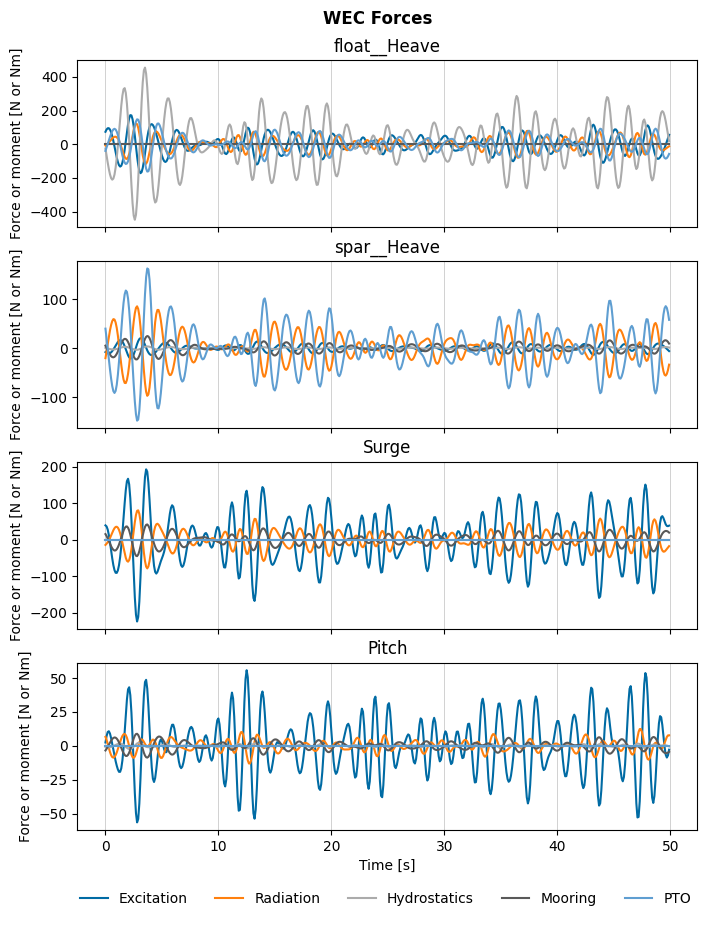 WEC Forces
float__Heave
Force or moment [N or Nm]
400
200
0
−200
−400
spar__Heave
Force or moment [N or Nm]
100
0
−100
Surge
Force or moment [N or Nm]
200
100
0
−100
−200
Pitch
Force or moment [N or Nm]
50
25
0
−25
−50
0 10 20 30 40 50
Time [s]
Excitation Radiation Hydrostatics Mooring PTO